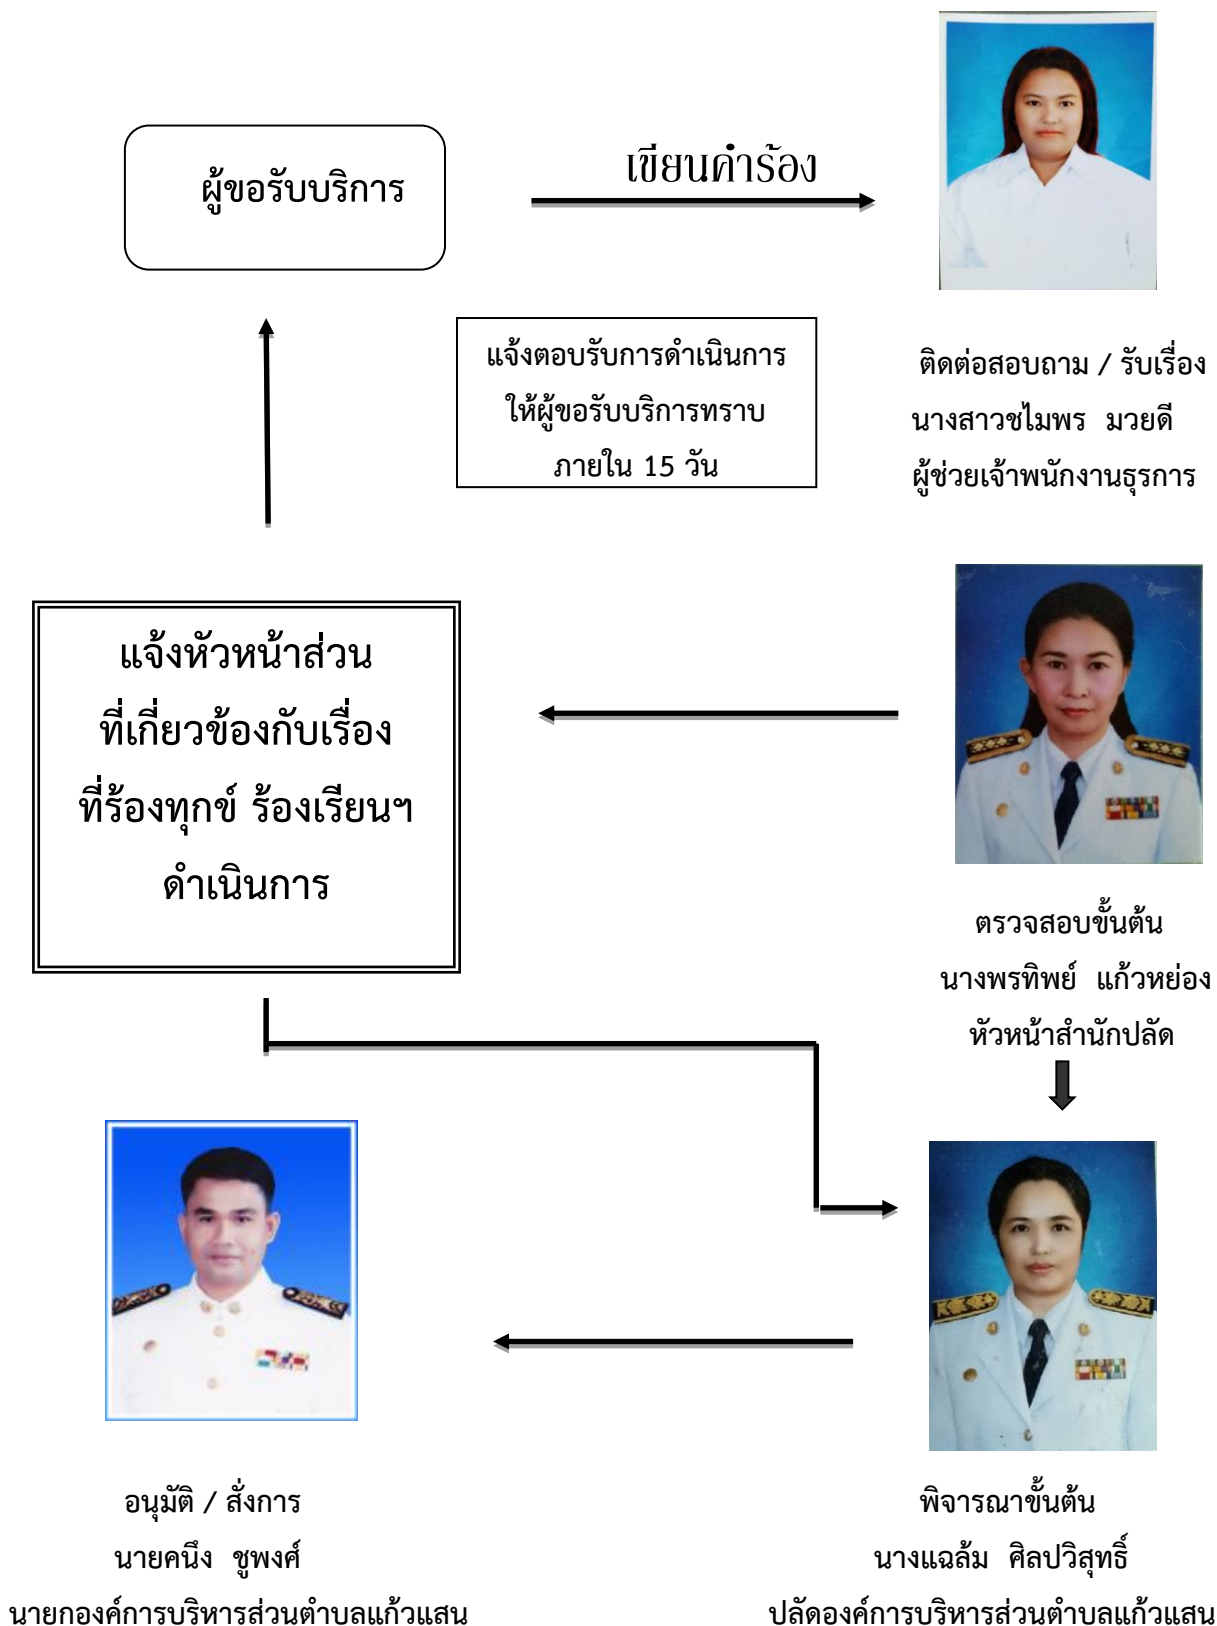 ผู้ขอรับบริการ
เขียนคำร้อง
แจ้งตอบรับการดำเนินการ
ให้ผู้ขอรับบริการทราบ
ภายใน 15 วัน
ติดต่อสอบถาม / รับเรื่อง
นางสาวชไมพร มวยดี
ผู้ช่วยเจ้าพนักงานธุรการ
แจ้งหัวหน้าส่วน
ที่เกี่ยวข้องกับเรื่อง
ที่ร้องทุกข์ ร้องเรียนฯ
ดำเนินการ
ตรวจสอบขั้นต้น
นางพรทิพย์ แก้วหย่อง
หัวหน้าสำนักปลัด
อนุมัติ / สั่งการ
นายคนึง ชูพงศ์
นายกองค์การบริหารส่วนตำบลแก้วแสน
พิจารณาขั้นต้น
นางแฉล้ม ศิลปวิสุทธิ์
ปลัดองค์การบริหารส่วนตำบลแก้วแสน